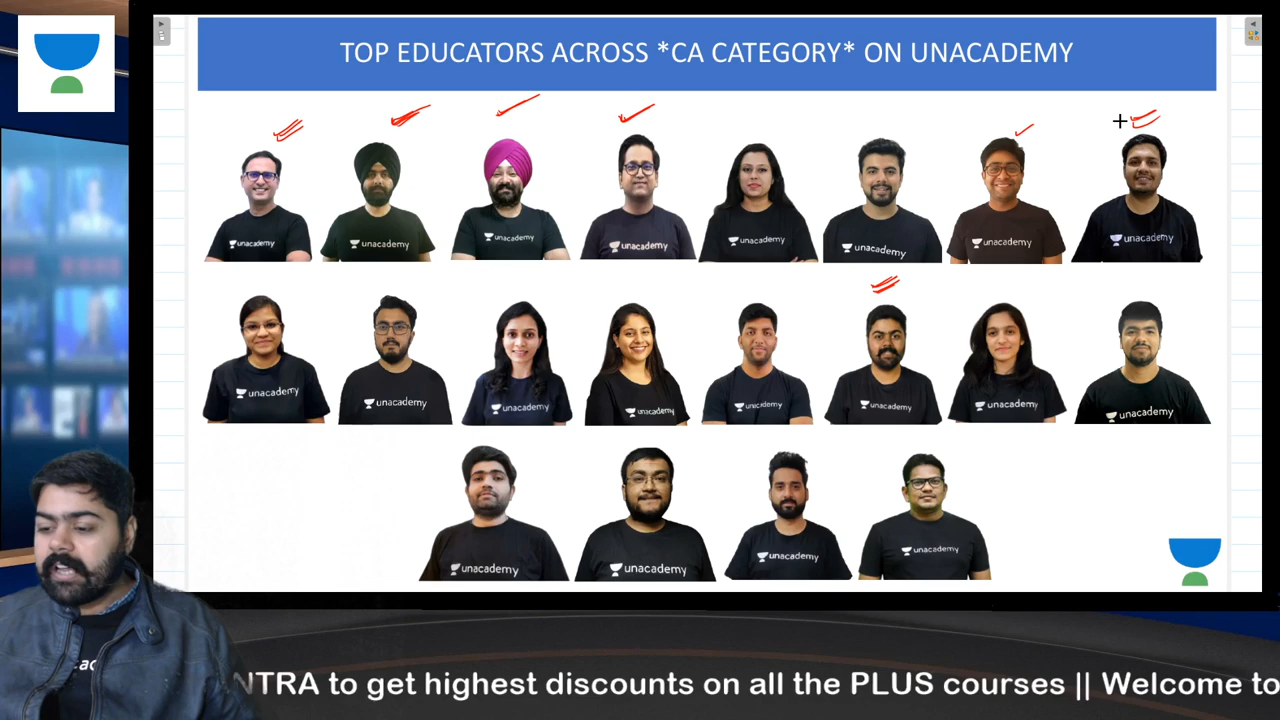 TOP EDUCATORS ACROSS *CA CATEGORY* ON UNACADEMY
unacademy unacademy unacademy unacademy unacademy unacademy unacademy unacademy
unacademy unacademy unacademy unacademy unacademy unacademy unacademy unacademy
unacademy unacademy unacademy unacademy
NTRA to get highest discounts on all the PLUS courses || Welcome to